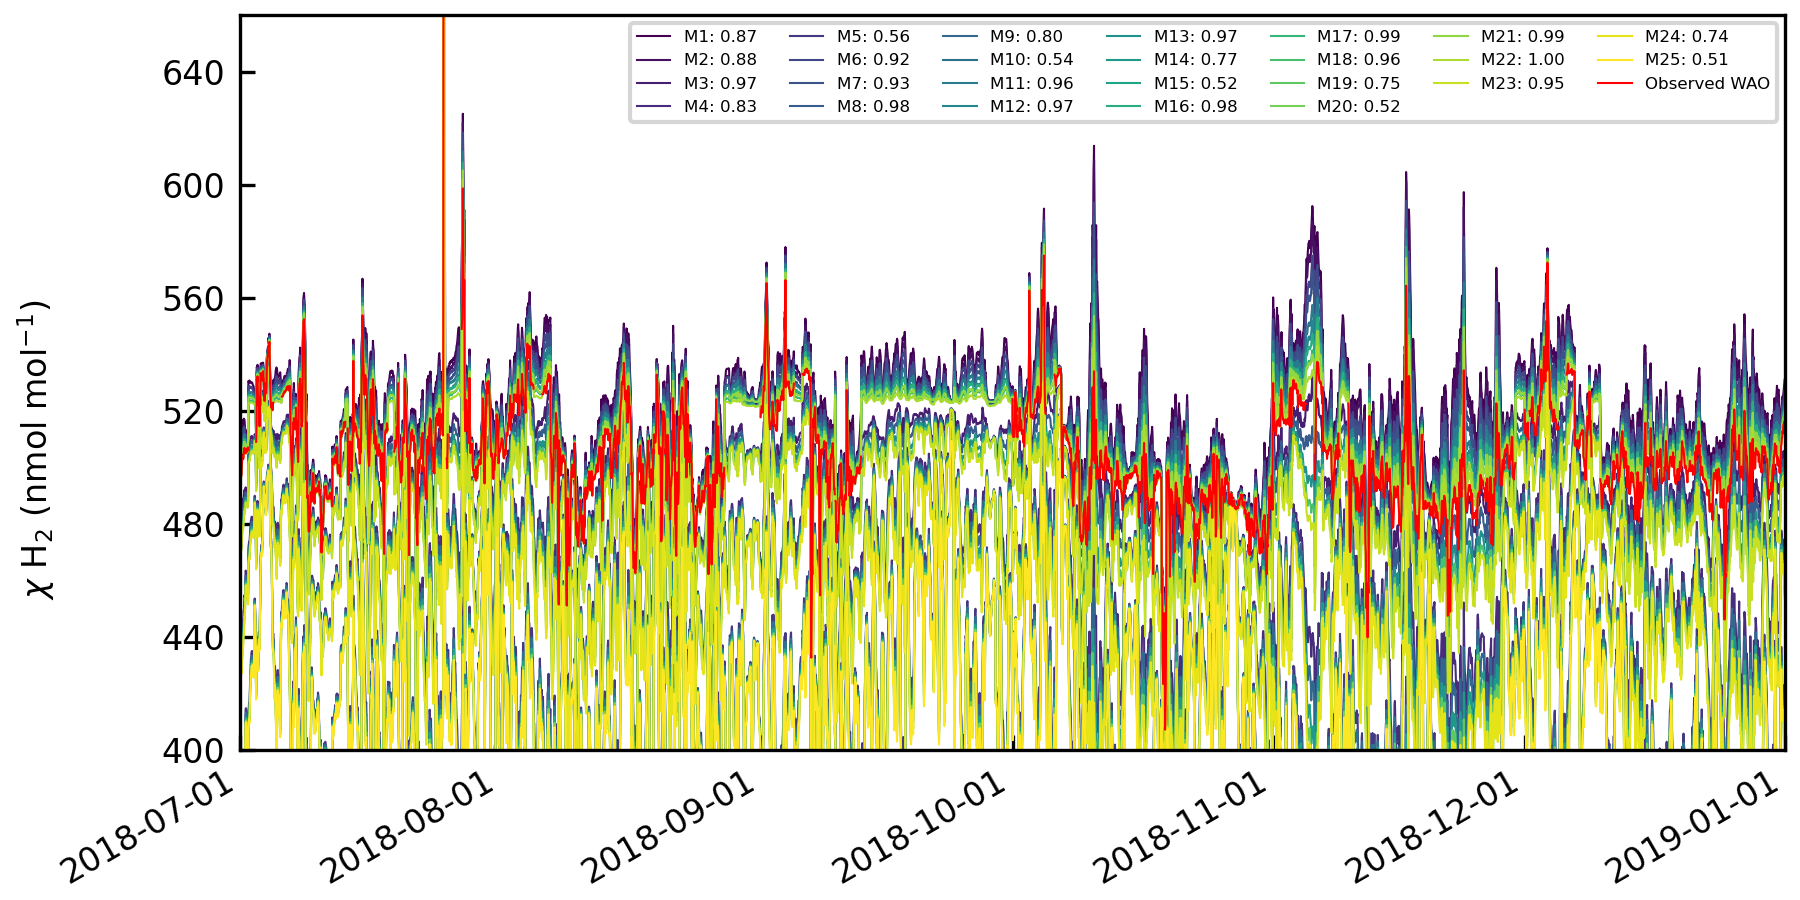 M1: 0.87
M2: 0.88
M3: 0.97
M4: 0.83
M5: 0.56
M6: 0.92
M7: 0.93
M8: 0.98
M9: 0.80
M10: 0.54
M11: 0.96
M12: 0.97
M13: 0.97
M14: 0.77
M15: 0.52
M16: 0.98
M17: 0.99
M18: 0.96
M19: 0.75
M20: 0.52
M21: 0.99
M22: 1.00
M23: 0.95
M24: 0.74
M25: 0.51
Observed WAO
χ H₂ (nmol mol⁻¹)
640
600
560
520
480
440
400
2018-07-01
2018-08-01
2018-09-01
2018-10-01
2018-11-01
2018-12-01
2019-01-01